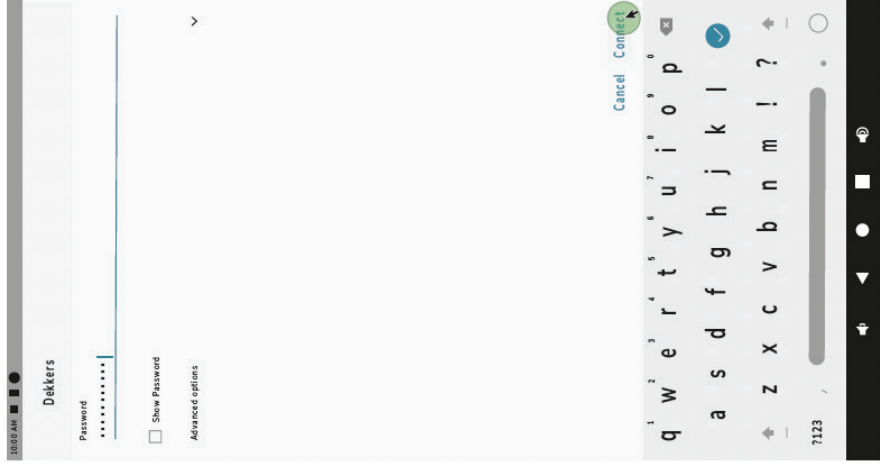 10:00 AM
Dekkers
Password
••••••••••••
Show Password
Advanced options
Cancel Connect
1 2 3 4 5 6 7 8 9 0
q w e r t y u i o p
a s d f g h j k l
z x c v b n m ! ?
?123 / .